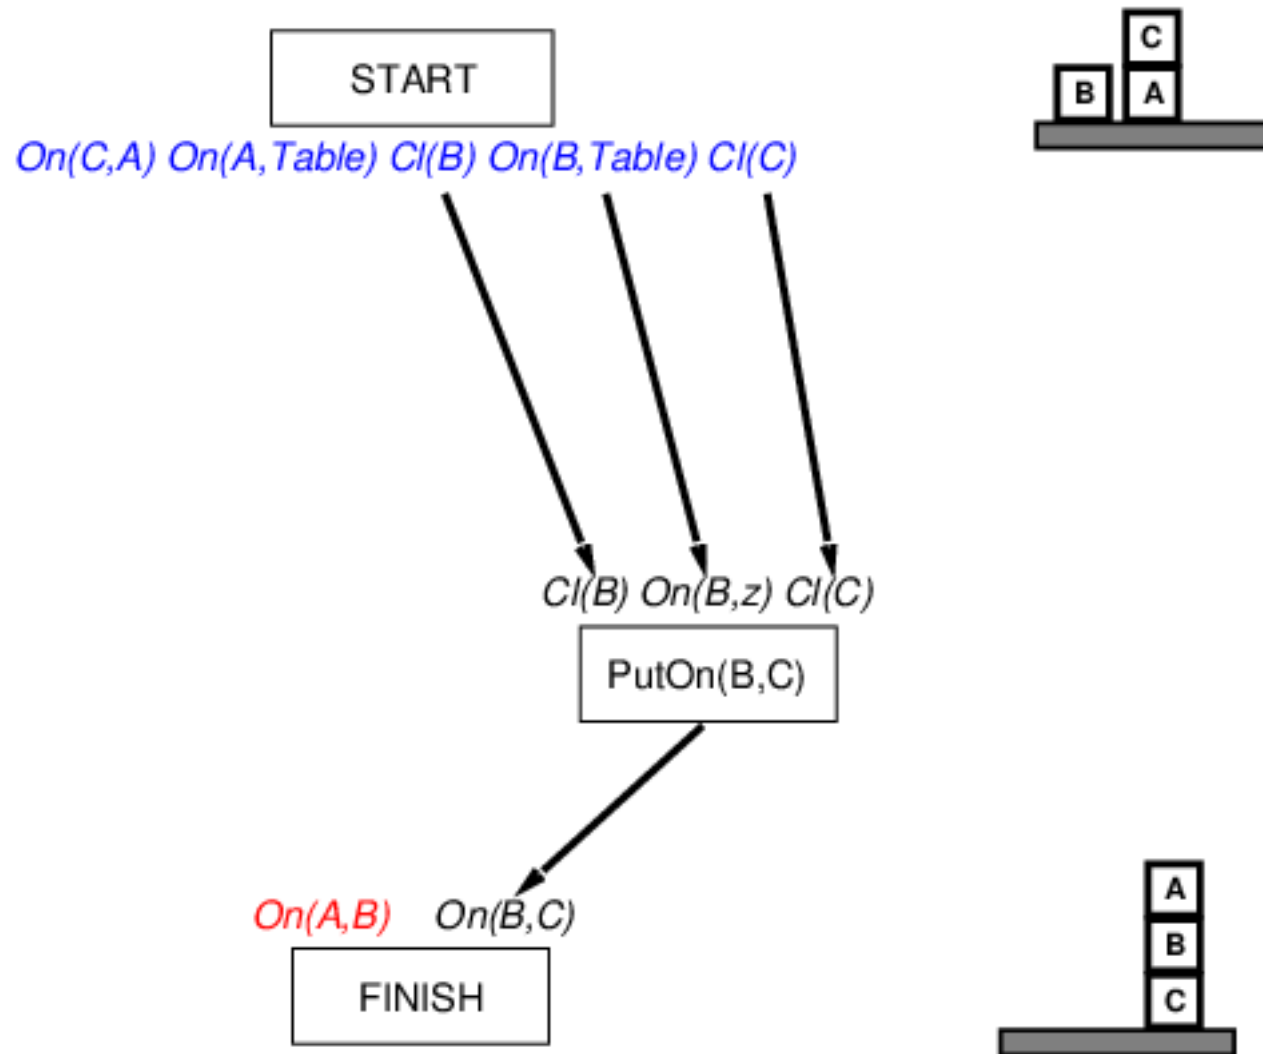 START
On(C,A) On(A,Table) Cl(B) On(B,Table) Cl(C)
C
B A
Cl(B) On(B,z) Cl(C)
PutOn(B,C)
On(A,B) On(B,C)
FINISH
A
B
C